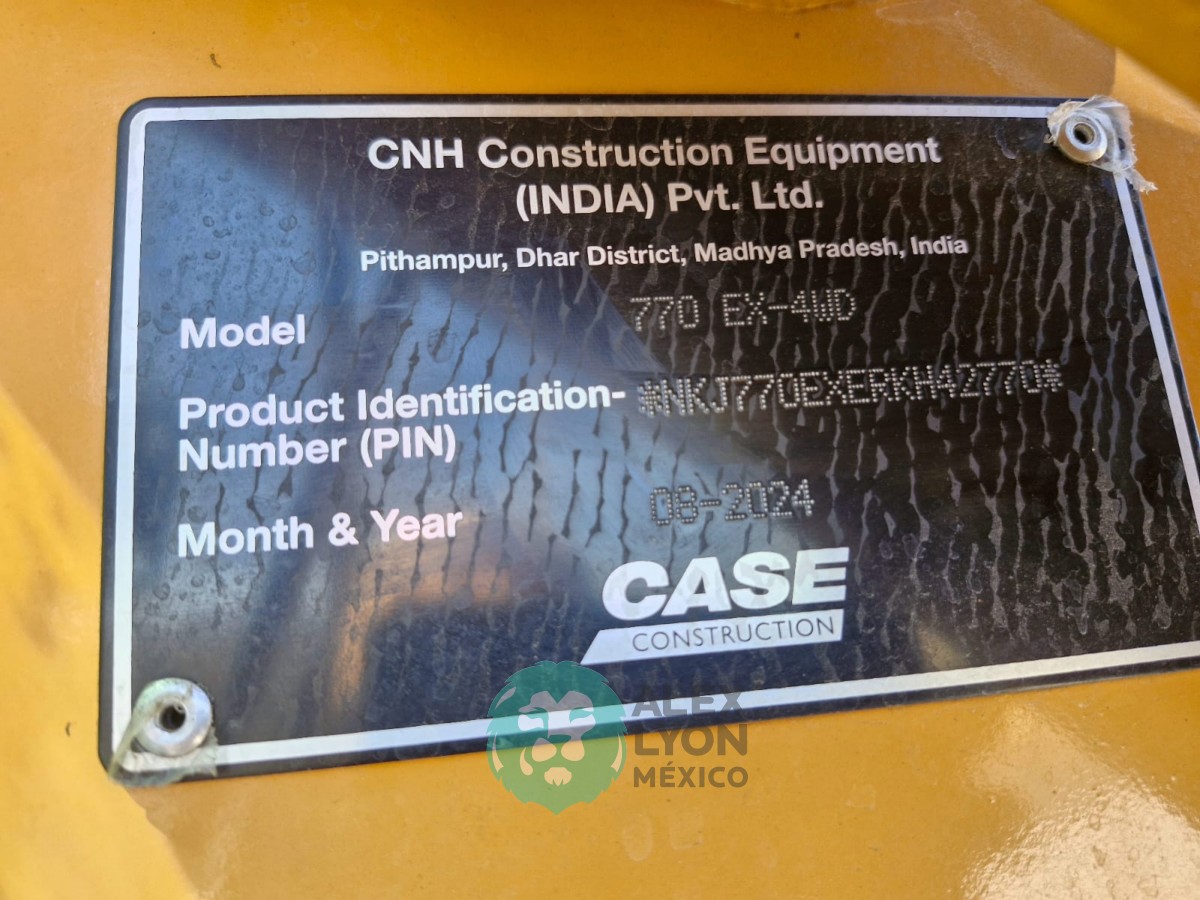 CNH Construction Equipment
(INDIA) Pvt. Ltd.
Pithampur, Dhar District, Madhya Pradesh, India
Model 770 EX-4WD
Product Identification- *NKJ770EXERKH42770*
Number (PIN)
Month & Year 08-2024
CASE
CONSTRUCTION
ALEX
LYON
MÉXICO